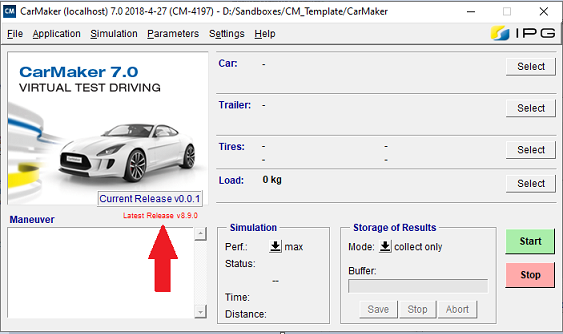 CM CarMaker (localhost) 7.0 2018-4-27 (CM-4197) - D:/Sandboxes/CM_Template/CarMaker
File Application Simulation Parameters Settings Help
IPG
CarMaker 7.0
VIRTUAL TEST DRIVING
Current Release v0.0.1
Latest Release v8.9.0
Car: - Select
Trailer: - Select
Tires: - - Select
- -
Load: 0 kg Select
Maneuver
Simulation
Perf.: max
Status:
--
Time:
Distance:
Storage of Results
Mode: collect only
Buffer:
Save Stop Abort
Start
Stop